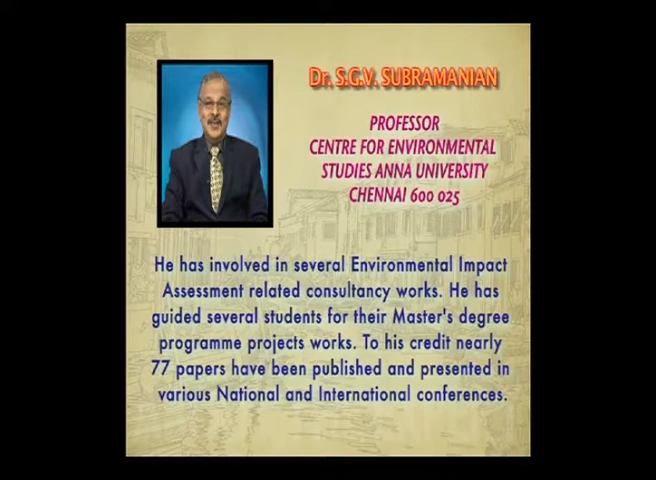 Dr. S.G.V. SUBRAMANIAN
PROFESSOR
CENTRE FOR ENVIRONMENTAL
STUDIES ANNA UNIVERSITY
CHENNAI 600 025
He has involved in several Environmental Impact
Assessment related consultancy works. He has
guided several students for their Master's degree
programme projects works. To his credit nearly
77 papers have been published and presented in
various National and International conferences.